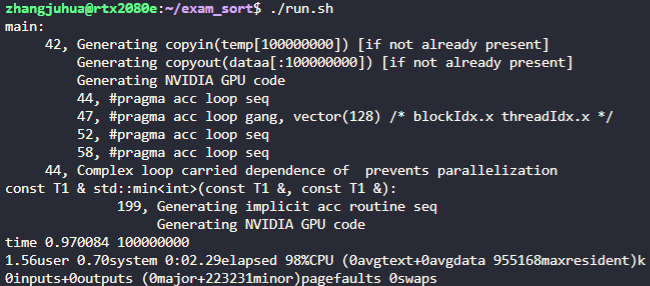 zhangjuhua@rtx2080e:~/exam_sort$ ./run.sh
main:
42, Generating copyin(temp[100000000]) [if not already present]
Generating copyout(dataa[:100000000]) [if not already present]
Generating NVIDIA GPU code
44, #pragma acc loop seq
47, #pragma acc loop gang, vector(128) /* blockIdx.x threadIdx.x */
52, #pragma acc loop seq
58, #pragma acc loop seq
44, Complex loop carried dependence of  prevents parallelization
const T1 & std::min<int>(const T1 &, const T1 &):
199, Generating implicit acc routine seq
Generating NVIDIA GPU code
time 0.970084 100000000
1.56user 0.70system 0:02.29elapsed 98%CPU (0avgtext+0avgdata 955168maxresident)k
0inputs+0outputs (0major+223231minor)pagefaults 0swaps